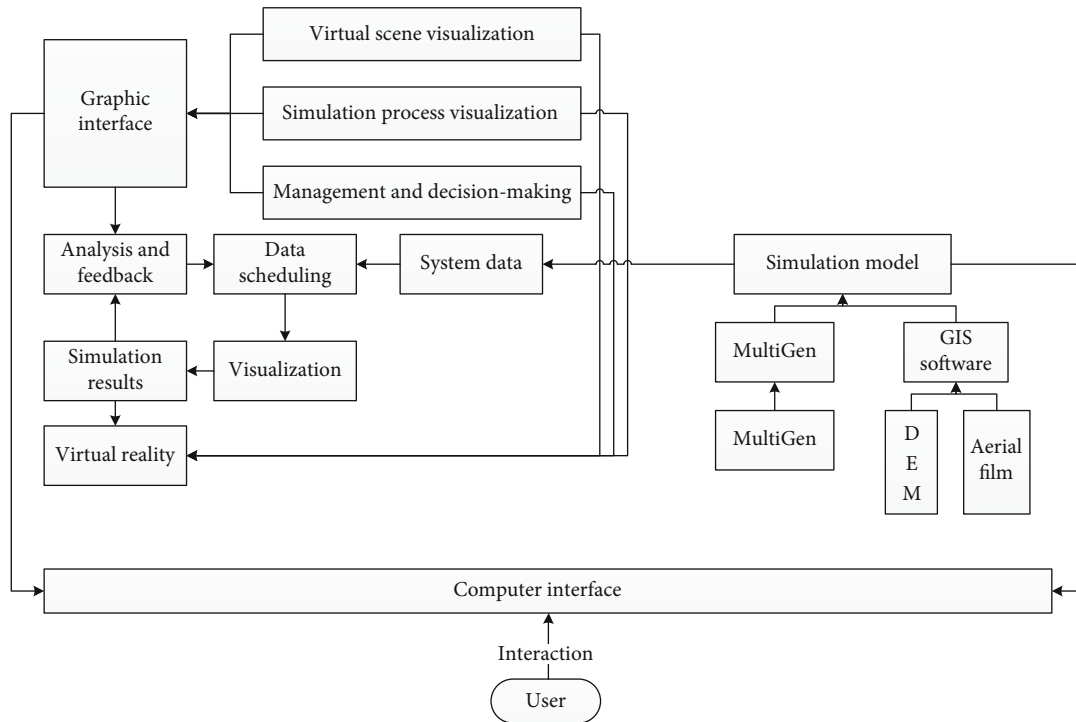 Virtual scene visualization
Graphic
interface
Simulation process visualization
Management and decision-making
Analysis and
feedback
Data
scheduling
System data
Simulation model
Simulation
results
Visualization
MultiGen
GIS
software
Virtual reality
MultiGen
D
E
M
Aerial
film
Computer interface
Interaction
User